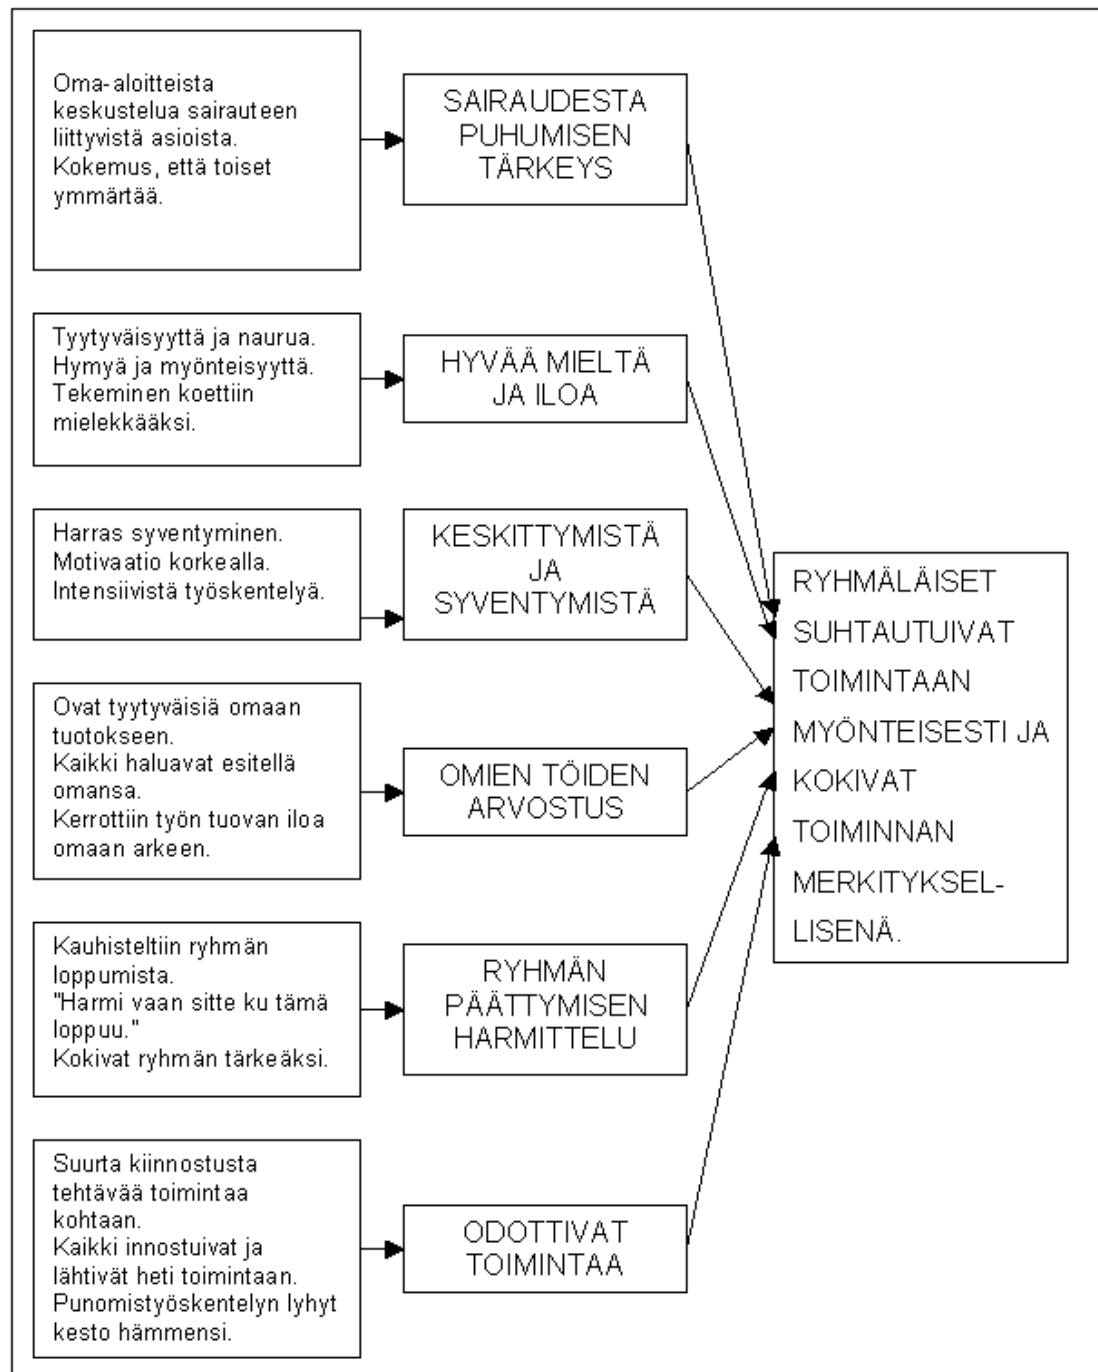 Oma-aloitteista
keskustelua sairauteen
liittyvistä asioista.
Kokemus, että toiset
ymmärtää.
SAIRAUDESTA
PUHUMISEN
TÄRKEYS
Tyytyväisyyttä ja naurua.
Hymyä ja myönteisyyttä.
Tekeminen koettiin
mielekkääksi.
HYVÄÄ MIELTÄ
JA ILOA
Harras syventyminen.
Motivaatio korkealla.
Intensiivistä työskentelyä.
KESKITTYMISTÄ
JA
SYVENTYMISTÄ
Ovat tyytyväisiä omaan
tuotokseen.
Kaikki haluavat esitellä
omansa.
Kerrottiin työn tuovan iloa
omaan arkeen.
OMIEN TÖIDEN
ARVOSTUS
Kauhisteltiin ryhmän
loppumista.
"Harmi vaan sitte ku tämä
loppuu."
Kokivat ryhmän tärkeäksi.
RYHMÄN
PÄÄTTYMISEN
HARMITTELU
Suurta kiinnostusta
tehtävää toimintaa
kohtaan.
Kaikki innostuivat ja
lähtivät heti toimintaan.
Punomistyöskentelyn lyhyt
kesto hämmensi.
ODOTTIVAT
TOIMINTAA
RYHMÄLÄISET
SUHTAUTUIVAT
TOIMINTAAN
MYÖNTEISESTI JA
KOKIVAT
TOIMINNAN
MERKITYKSEL-
LISENÄ.